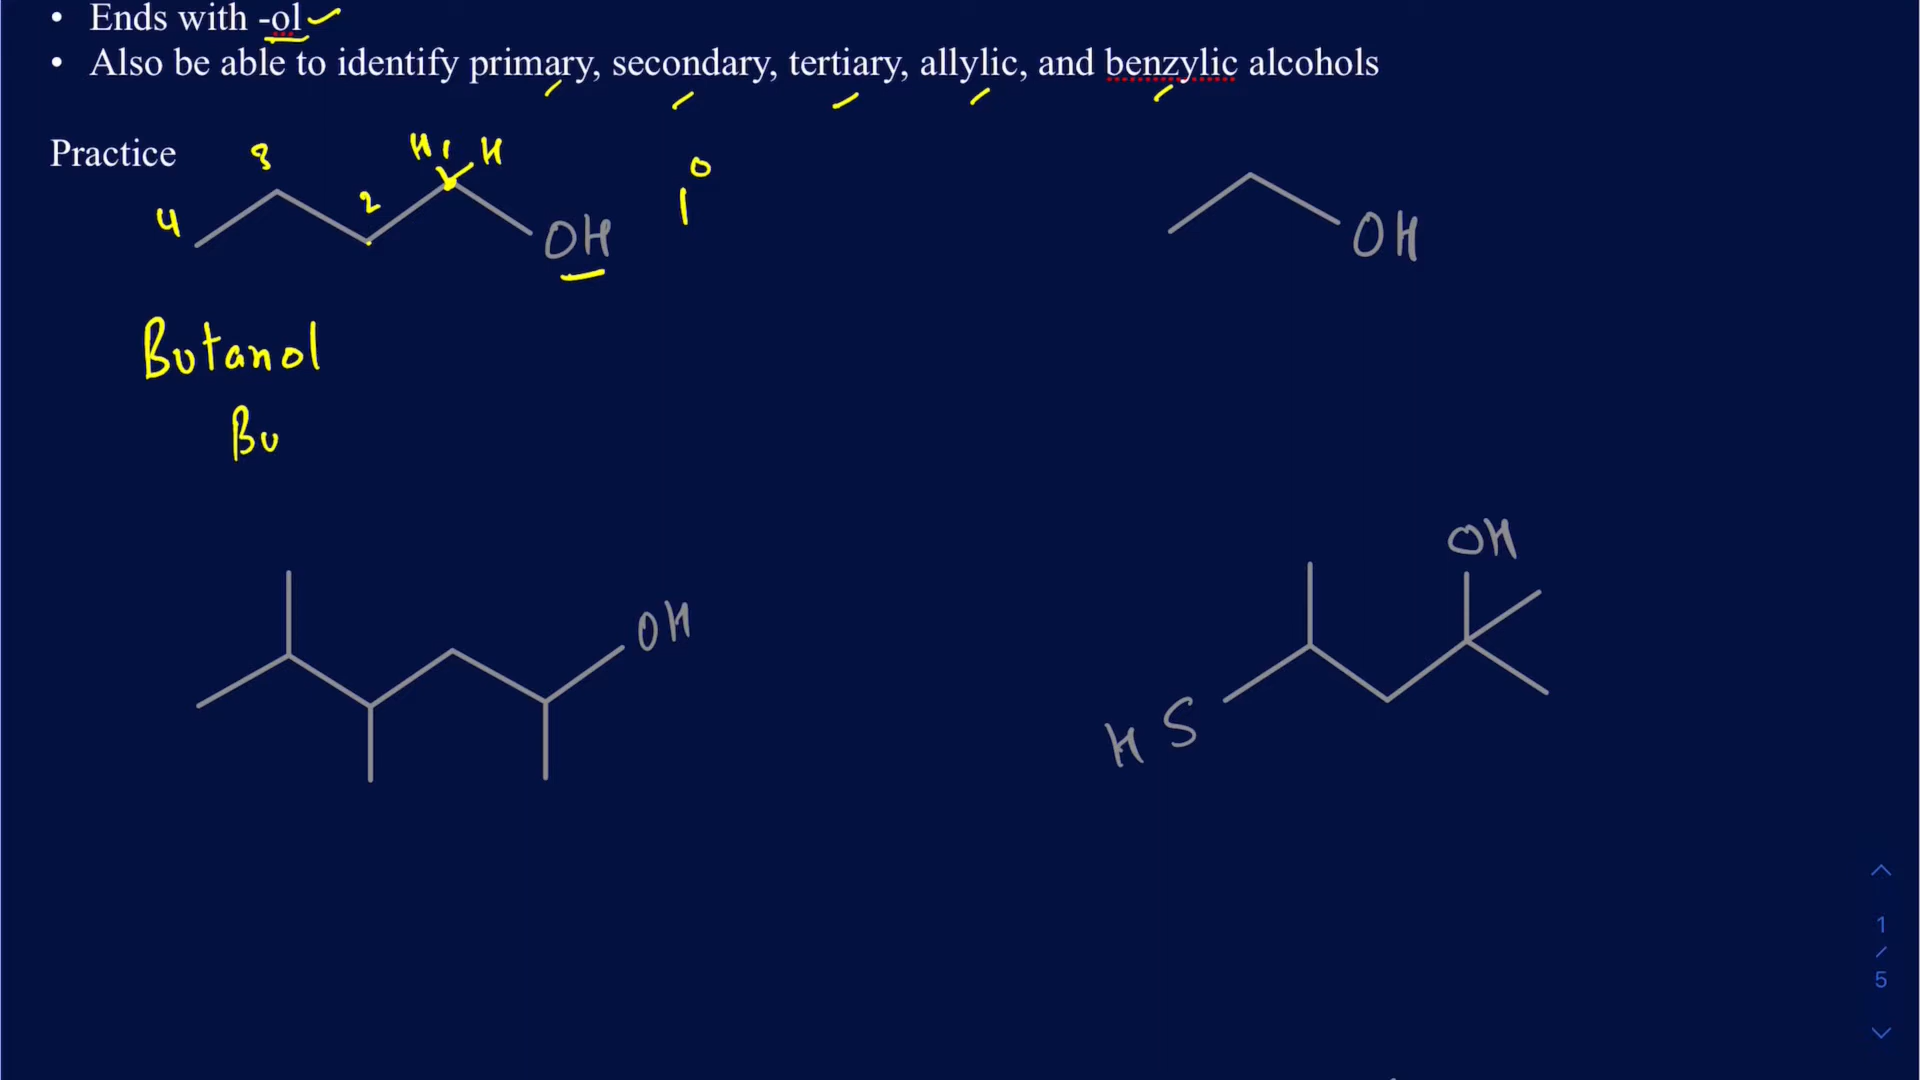 • Ends with -ol
• Also be able to identify primary, secondary, tertiary, allylic, and benzylic alcohols
Practice
4 3 2 1 H H OH 1°
OH
Butanol
Bu
OH
OH
HS
1
/
5